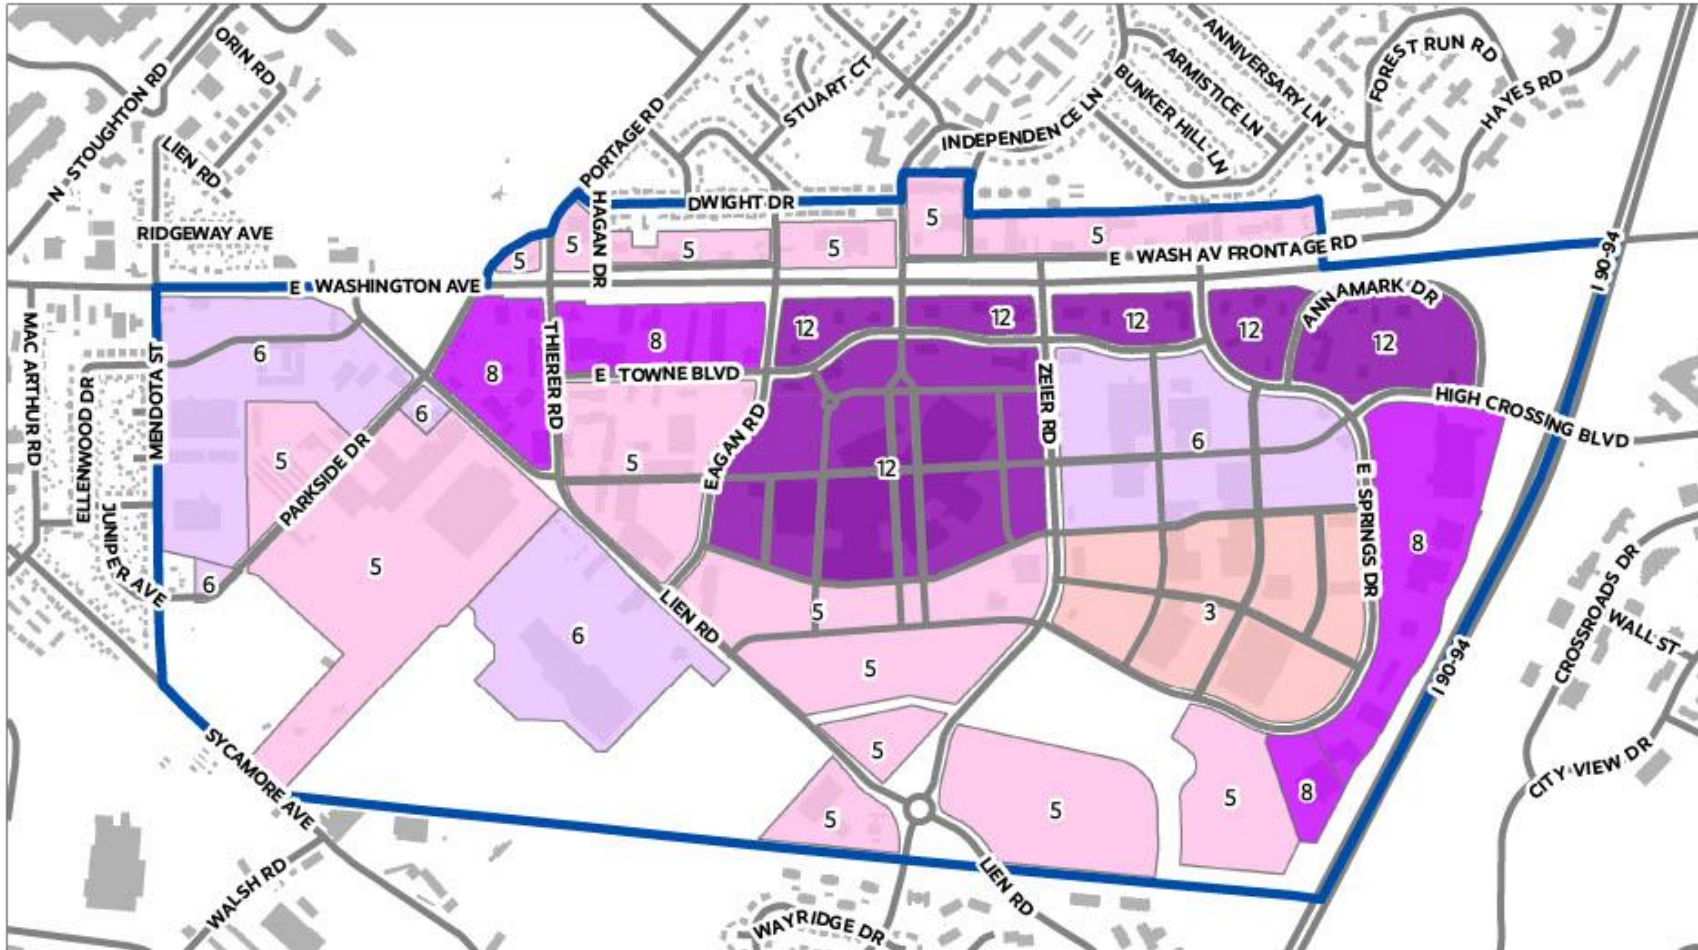 ORIN RD
N STOUGHTON RD
LIEN RD
RIDGEWAY AVE
PORTAGE RD
STUART CT
INDEPENDENCE LN
BUNKER HILL LN
ARMISTICE LN
ANNIVERSARY LN
FOREST RUN RD
HAYES RD
HAGAN DR
DWIGHT DR
5
5
5
5
5
5
E WASH AV FRONTAGE RD
I 90-94
E WASHINGTON AVE
ANNAMARK DR
MAC ARTHUR RD
ELLENWOOD DR
JUNIPER AVE
MENDOTA ST
6
8
THIERER RD
8
E TOWNE BLVD
12
12
12
12
12
HIGH CROSSING BLVD
6
5
PARKSIDE DR
5
EAGAN RD
12
ZEIER RD
6
E SPRINGS DR
8
6
5
6
LIEN RD
5
5
3
CROSSROADS DR
WALL ST
I 90-94
SYCAMORE AVE
5
5
5
5
8
CITY VIEW DR
WALSH RD
LIEN RD
WAYRIDGE DR